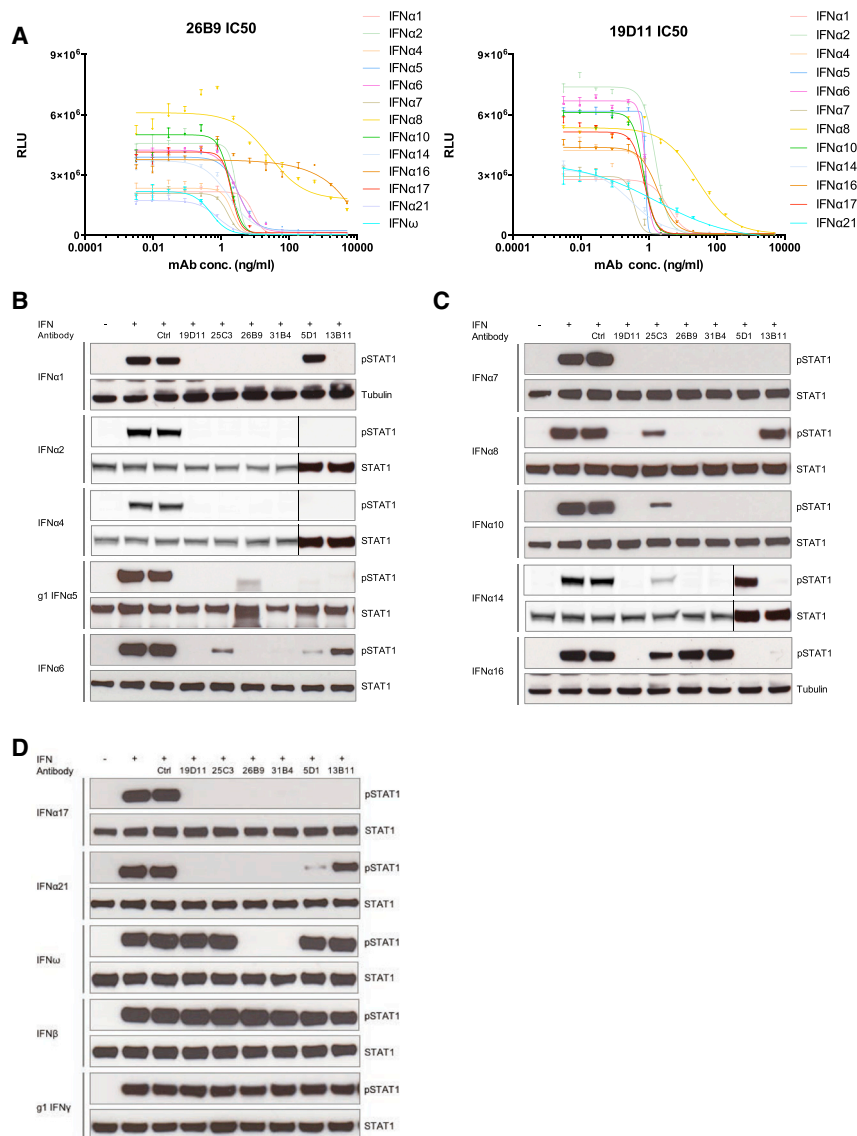 A
26B9 IC50
RLU
9×10⁶
6×10⁶
3×10⁶
0
0.0001 0.01 1 100 10000
mAb conc. (ng/ml)
IFNα1
IFNα2
IFNα4
IFNα5
IFNα6
IFNα7
IFNα8
IFNα10
IFNα14
IFNα16
IFNα17
IFNα21
IFNω
19D11 IC50
RLU
9×10⁶
6×10⁶
3×10⁶
0
0.0001 0.01 1 100 10000
mAb conc. (ng/ml)
IFNα1
IFNα2
IFNα4
IFNα5
IFNα6
IFNα7
IFNα8
IFNα10
IFNα14
IFNα16
IFNα17
IFNα21
B
IFN - + + + + + + + +
Antibody Ctrl 19D11 25C3 26B9 31B4 5D1 13B11
IFNα1
pSTAT1
Tubulin
IFNα2
pSTAT1
STAT1
IFNα4
pSTAT1
STAT1
g1 IFNα5
pSTAT1
STAT1
IFNα6
pSTAT1
STAT1
C
IFN - + + + + + + + +
Antibody Ctrl 19D11 25C3 26B9 31B4 5D1 13B11
IFNα7
pSTAT1
STAT1
IFNα8
pSTAT1
STAT1
IFNα10
pSTAT1
STAT1
IFNα14
pSTAT1
STAT1
IFNα16
pSTAT1
Tubulin
D
IFN - + + + + + + + +
Antibody Ctrl 19D11 25C3 26B9 31B4 5D1 13B11
IFNα17
pSTAT1
STAT1
IFNα21
pSTAT1
STAT1
IFNω
pSTAT1
STAT1
IFNβ
pSTAT1
STAT1
g1 IFNγ
pSTAT1
STAT1